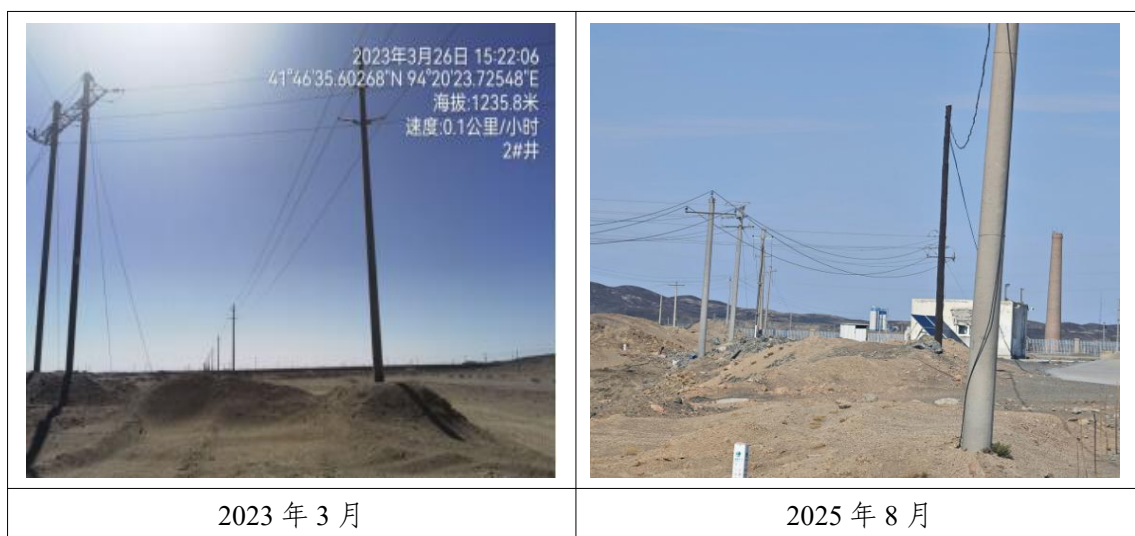 2023年3月26日 15:22:06
41°46'35.60268"N 94°20'23.72548"E
海拔:1235.8米
速度:0.1公里/小时
2#井
2023 年 3 月
2025 年 8 月